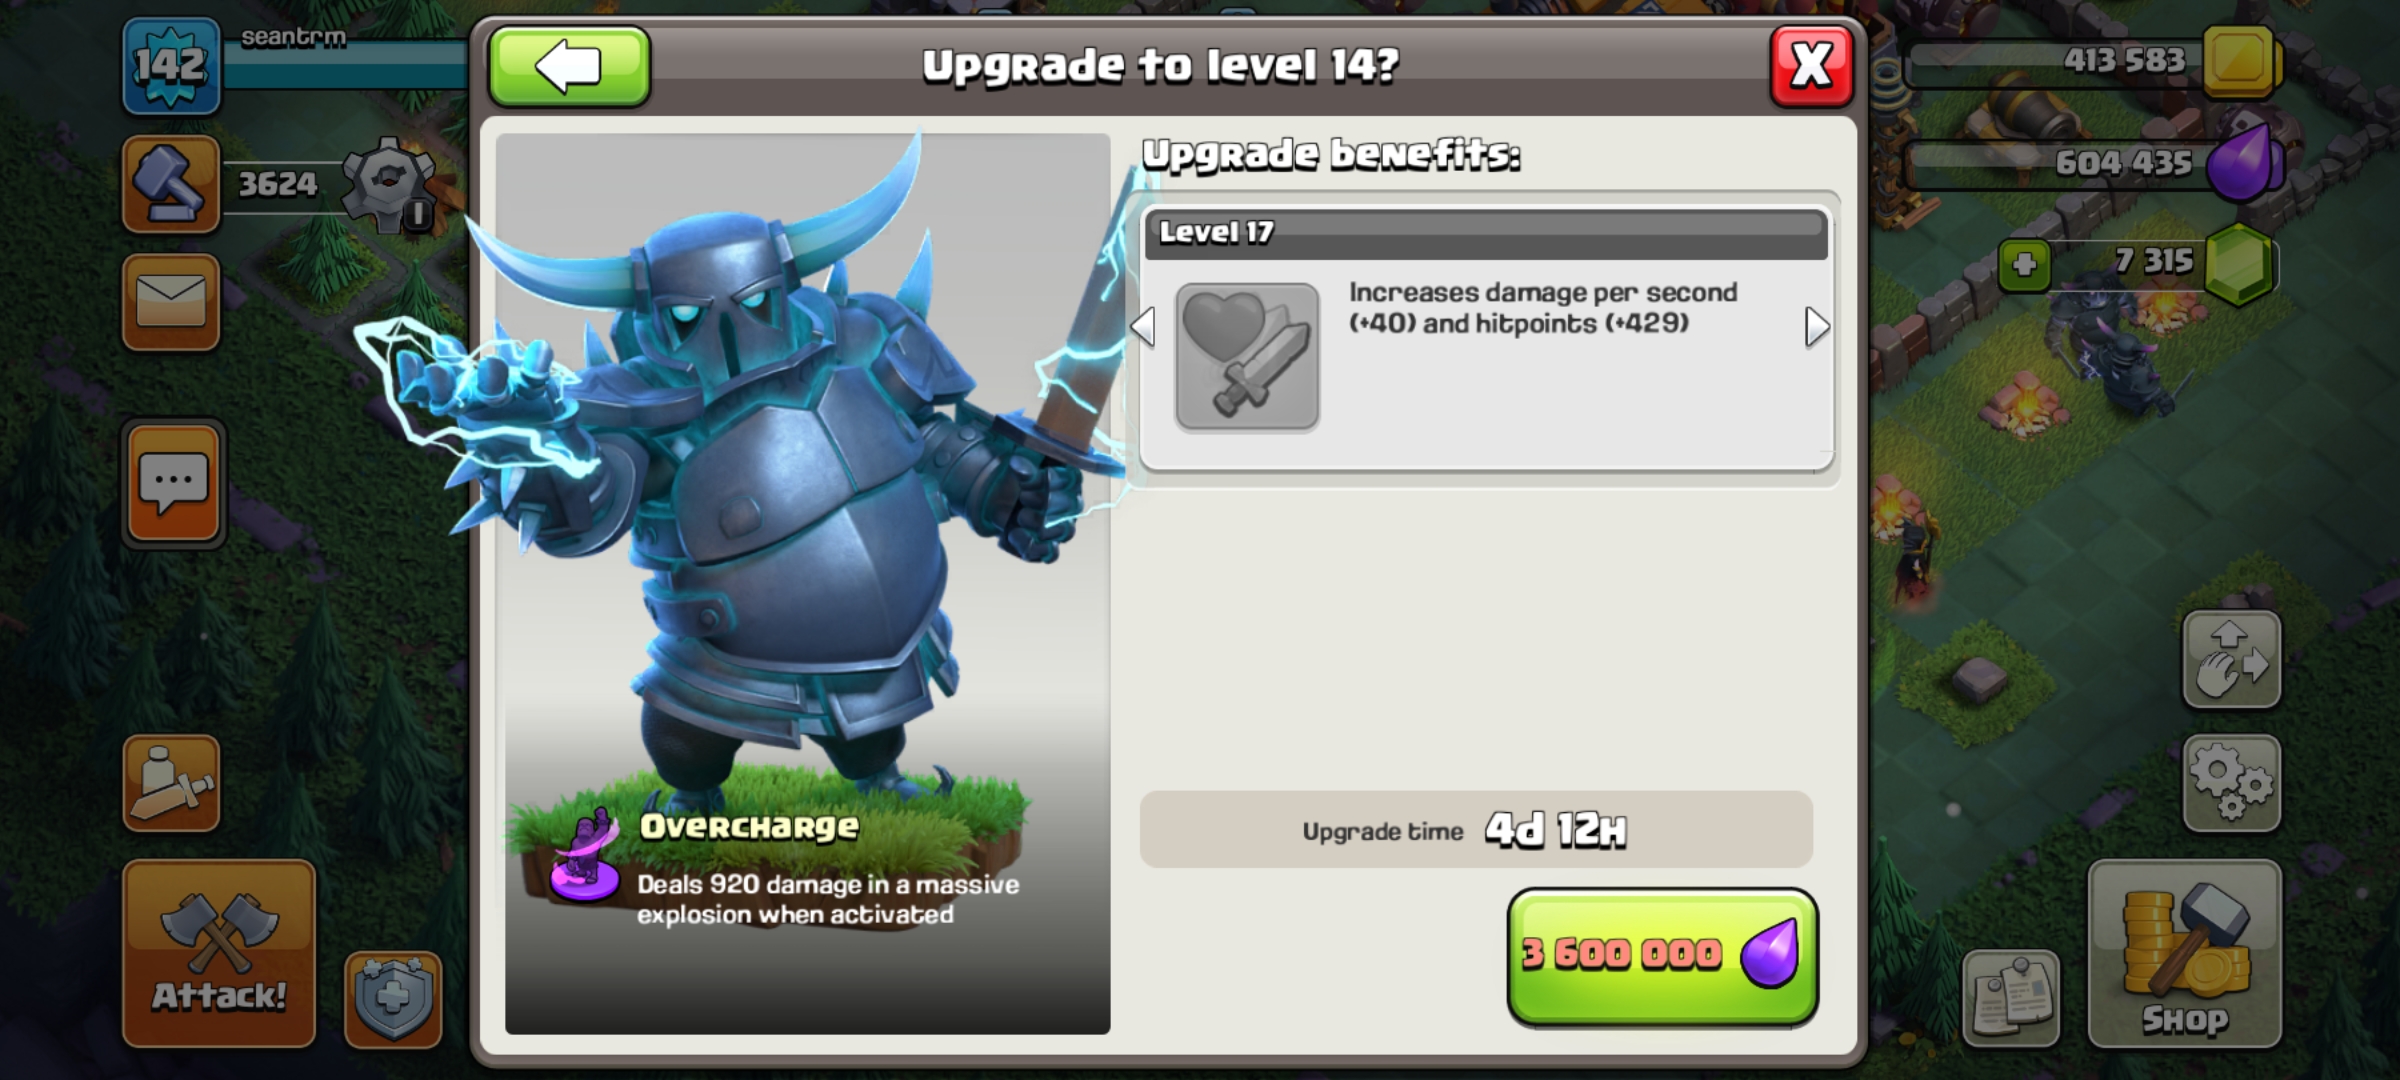 142
seantrm
3624
I
Attack!
Upgrade to level 14?
X
Overcharge
Deals 920 damage in a massive
explosion when activated
Upgrade benefits:
Level 17
Increases damage per second
(+40) and hitpoints (+429)
Upgrade time 4d 12H
3 600 000
413 583
604 435
7 315
Shop